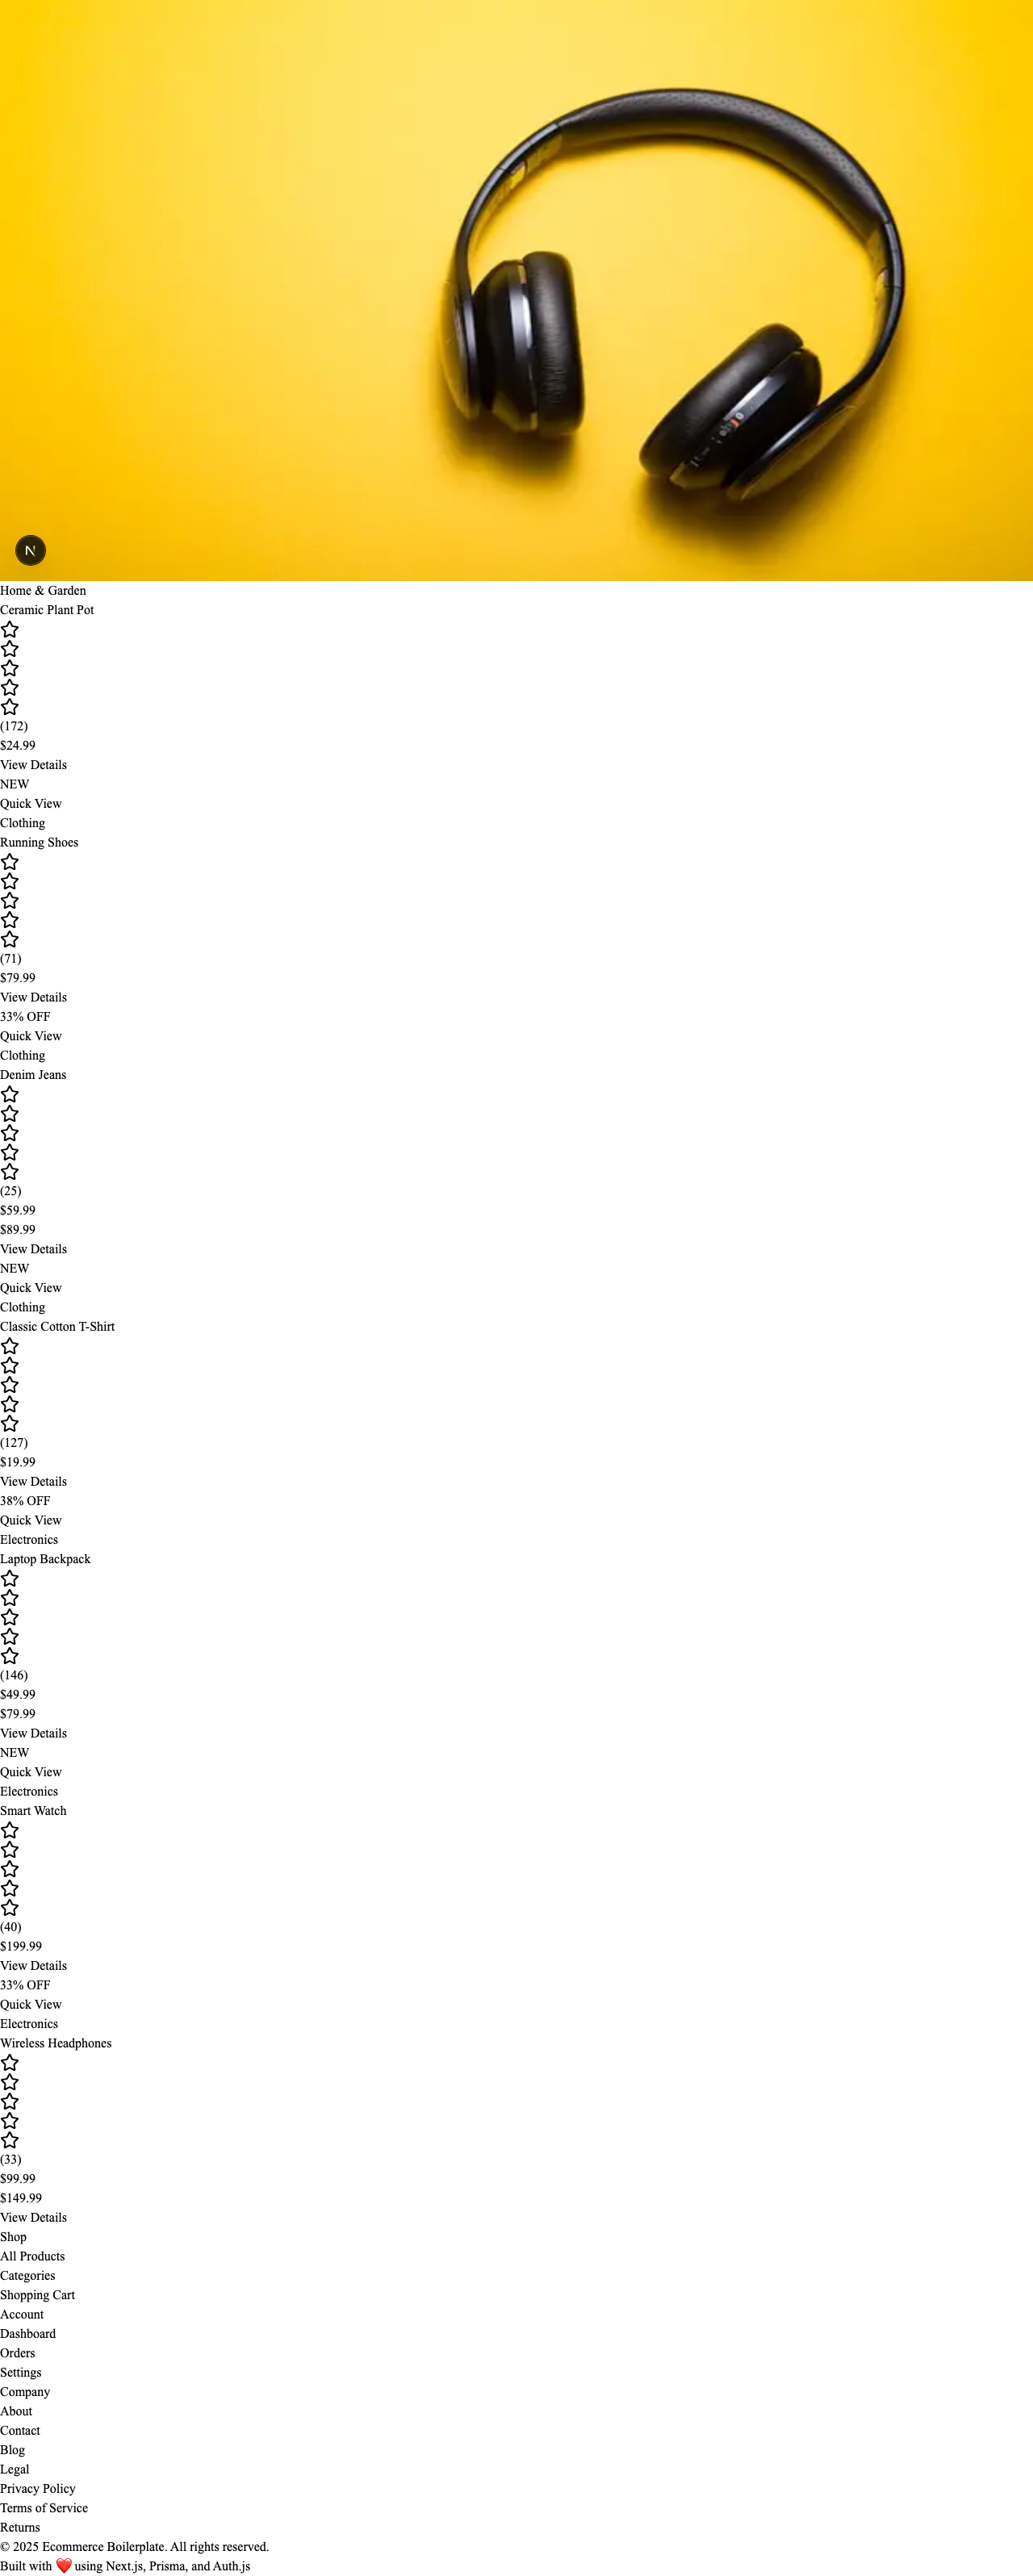 N
Home & Garden
Ceramic Plant Pot
(172)
$24.99
View Details
NEW
Quick View
Clothing
Running Shoes
(71)
$79.99
View Details
33% OFF
Quick View
Clothing
Denim Jeans
(25)
$59.99
$89.99
View Details
NEW
Quick View
Clothing
Classic Cotton T-Shirt
(127)
$19.99
View Details
38% OFF
Quick View
Electronics
Laptop Backpack
(146)
$49.99
$79.99
View Details
NEW
Quick View
Electronics
Smart Watch
(40)
$199.99
View Details
33% OFF
Quick View
Electronics
Wireless Headphones
(33)
$99.99
$149.99
View Details
Shop
All Products
Categories
Shopping Cart
Account
Dashboard
Orders
Settings
Company
About
Contact
Blog
Legal
Privacy Policy
Terms of Service
Returns
© 2025 Ecommerce Boilerplate. All rights reserved.
Built with ❤️ using Next.js, Prisma, and Auth.js